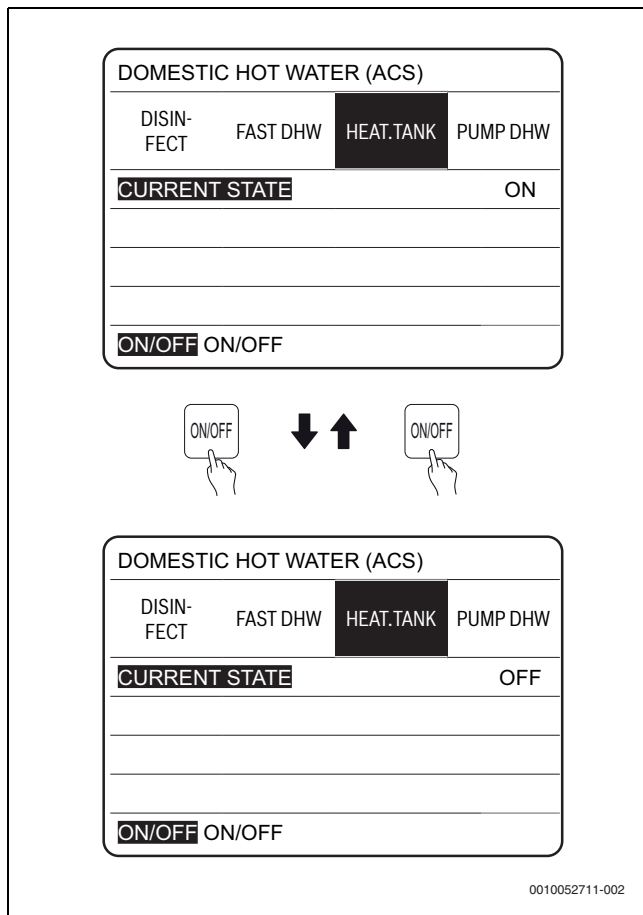 DOMESTIC HOT WATER (ACS)
DISIN-
FECT
FAST DHW
HEAT.TANK
PUMP DHW
CURRENT STATE ON
ON/OFF ON/OFF
ON/OFF
ON/OFF
DOMESTIC HOT WATER (ACS)
DISIN-
FECT
FAST DHW
HEAT.TANK
PUMP DHW
CURRENT STATE OFF
ON/OFF ON/OFF
0010052711-002